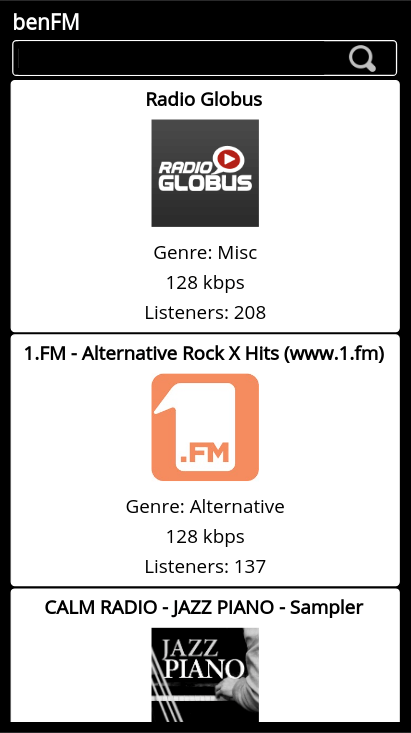 benFM
Radio Globus
RADIO
GLOBUS
Genre: Misc
128 kbps
Listeners: 208
1.FM - Alternative Rock X Hits (www.1.fm)
1
.FM
Genre: Alternative
128 kbps
Listeners: 137
CALM RADIO - JAZZ PIANO - Sampler
JAZZ
PIANO